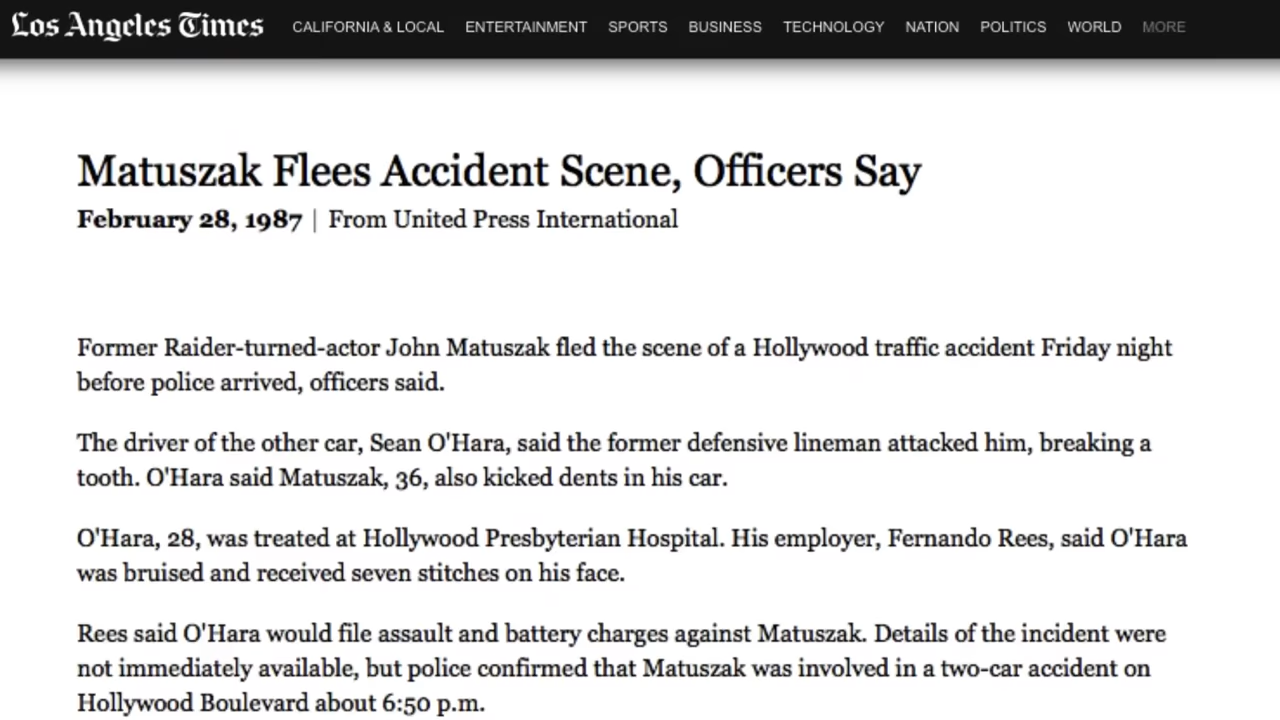 Los Angeles Times CALIFORNIA & LOCAL ENTERTAINMENT SPORTS BUSINESS TECHNOLOGY NATION POLITICS WORLD MORE
Matuszak Flees Accident Scene, Officers Say
February 28, 1987 | From United Press International
Former Raider-turned-actor John Matuszak fled the scene of a Hollywood traffic accident Friday night
before police arrived, officers said.
The driver of the other car, Sean O'Hara, said the former defensive lineman attacked him, breaking a
tooth. O'Hara said Matuszak, 36, also kicked dents in his car.
O'Hara, 28, was treated at Hollywood Presbyterian Hospital. His employer, Fernando Rees, said O'Hara
was bruised and received seven stitches on his face.
Rees said O'Hara would file assault and battery charges against Matuszak. Details of the incident were
not immediately available, but police confirmed that Matuszak was involved in a two-car accident on
Hollywood Boulevard about 6:50 p.m.